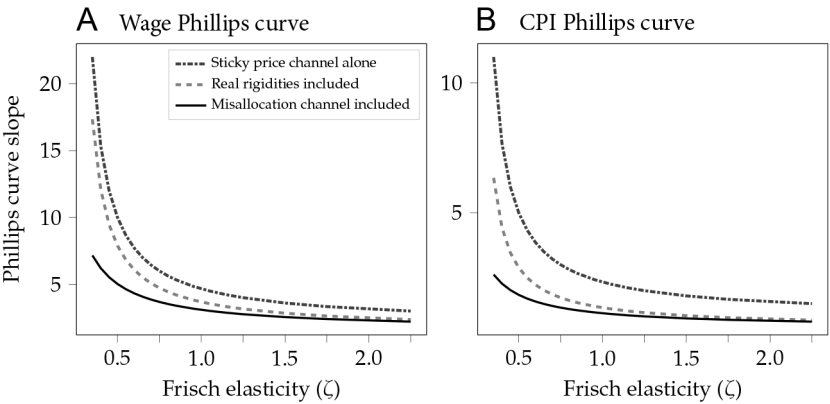 A Wage Phillips curve
B CPI Phillips curve
Sticky price channel alone
Real rigidities included
Misallocation channel included
Phillips curve slope
20
15
10
5
0.5 1.0 1.5 2.0
Frisch elasticity (ζ)
10
5
0.5 1.0 1.5 2.0
Frisch elasticity (ζ)